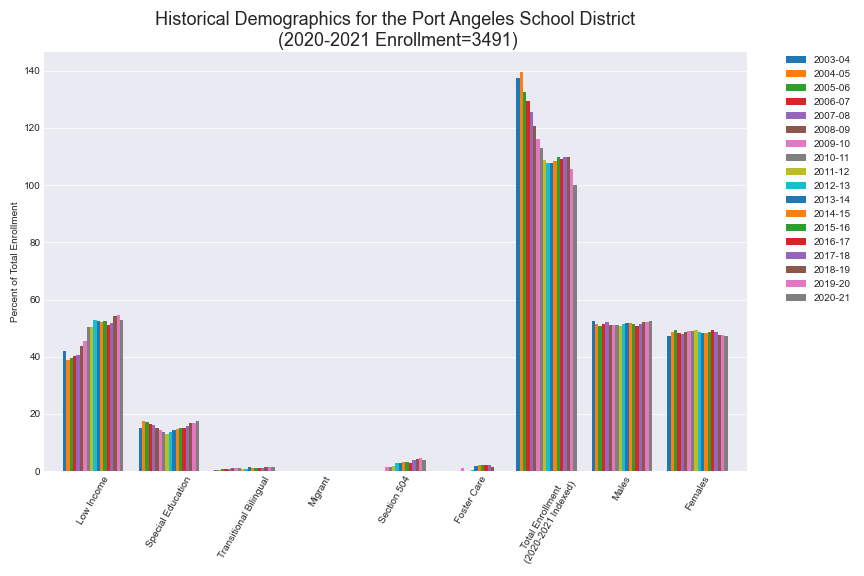 Historical Demographics for the Port Angeles School District
(2020-2021 Enrollment=3491)
Percent of Total Enrollment
140
120
100
80
60
40
20
0
Low Income
Special Education
Transitional Bilingual
Migrant
Section 504
Foster Care
Total Enrollment
(2020-2021 Indexed)
Males
Females
2003-04
2004-05
2005-06
2006-07
2007-08
2008-09
2009-10
2010-11
2011-12
2012-13
2013-14
2014-15
2015-16
2016-17
2017-18
2018-19
2019-20
2020-21